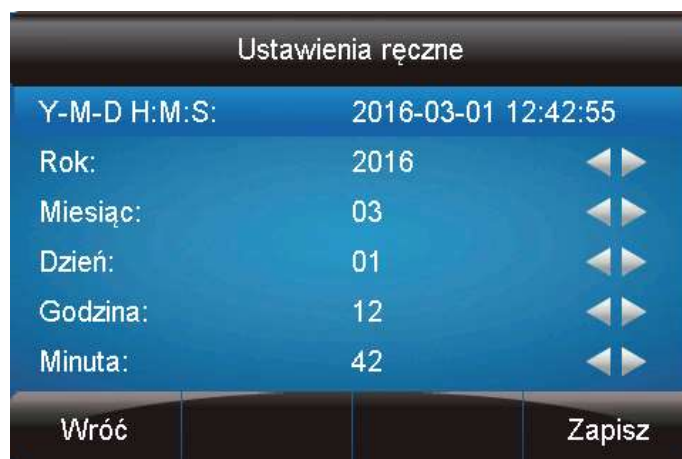 Ustawienia ręczne
Y-M-D H:M:S: 2016-03-01 12:42:55
Rok: 2016
Miesiąc: 03
Dzień: 01
Godzina: 12
Minuta: 42
Wróć Zapisz